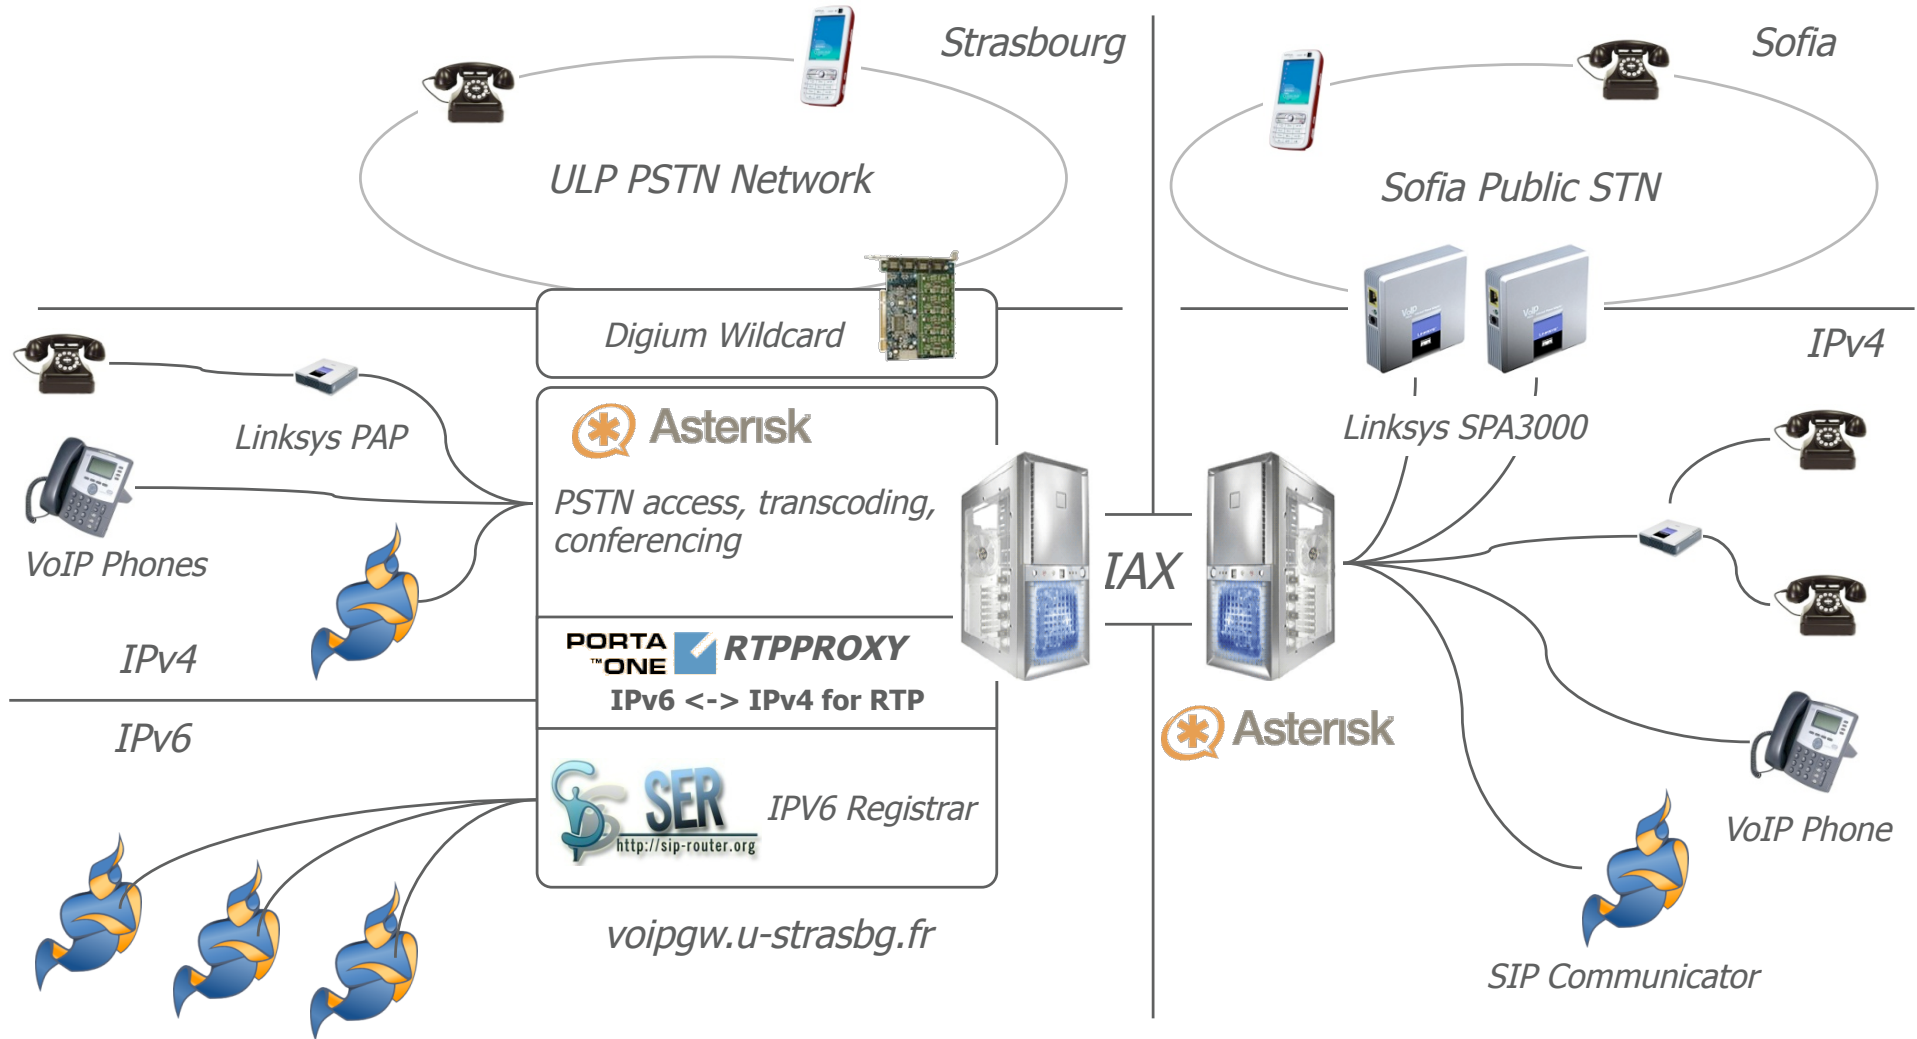 Strasbourg
Sofia
ULP PSTN Network
Sofia Public STN
Digium Wildcard
IPv4
Linksys PAP
Asterisk
Linksys SPA3000
PSTN access, transcoding,
conferencing
VoIP Phones
IAX
IPv4
PORTA
™ONE
RTPPROXY
IPv6 <-> IPv4 for RTP
IPv6
Asterisk
SER
http://sip-router.org
IPV6 Registrar
VoIP Phone
voipgw.u-strasbg.fr
SIP Communicator